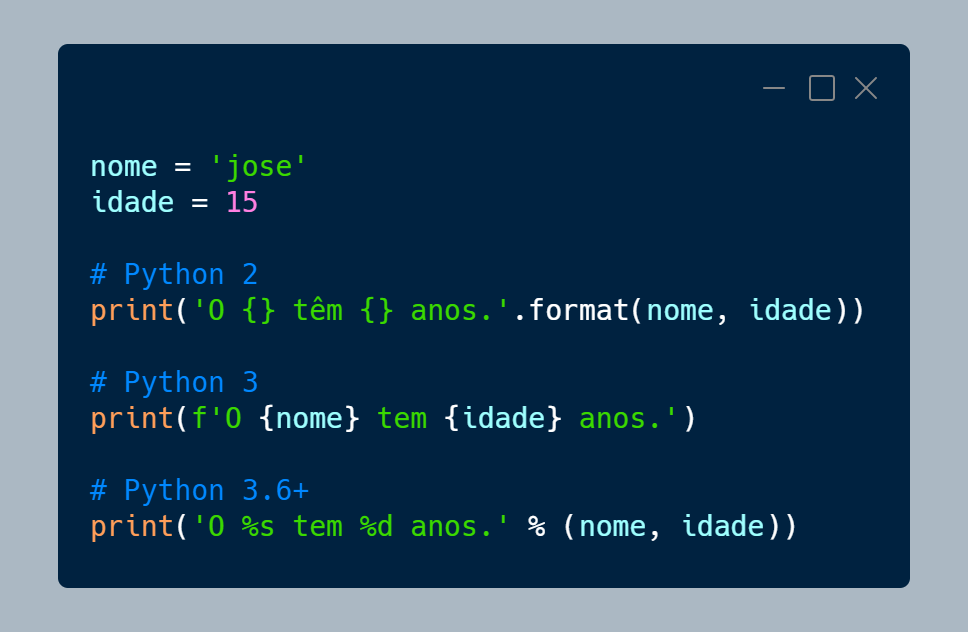 nome = 'jose'
idade = 15
# Python 2
print('O {} têm {} anos.'.format(nome, idade))
# Python 3
print(f'O {nome} tem {idade} anos.')
# Python 3.6+
print('O %s tem %d anos.' % (nome, idade))